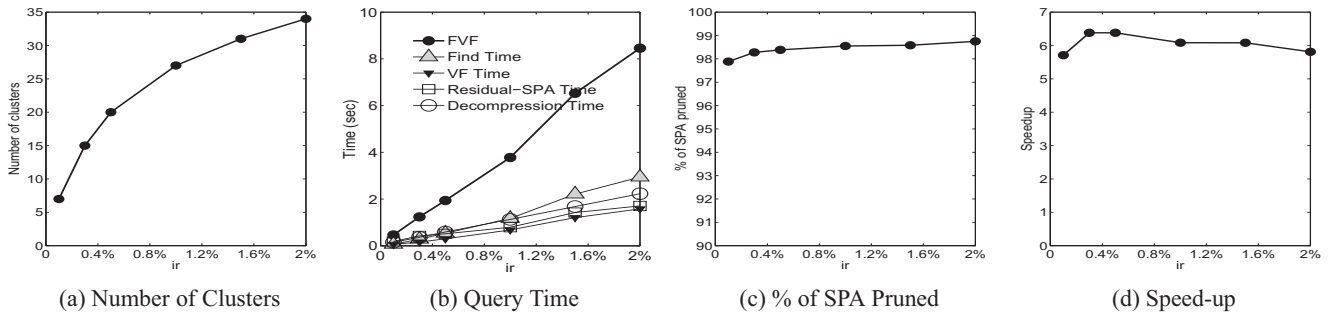 Number of clusters
35
30
25
20
15
10
5
0
0 0.4% 0.8% 1.2% 1.6% 2%
ir
(a) Number of Clusters
Time (sec)
10
8
6
4
2
0
FVF
Find Time
VF Time
Residual-SPA Time
Decompression Time
0 0.4% 0.8% 1.2% 1.6% 2%
ir
(b) Query Time
% of SPA pruned
100
99
98
97
96
95
94
93
92
91
90
0 0.4% 0.8% 1.2% 1.6% 2%
ir
(c) % of SPA Pruned
Speedup
7
6
5
4
3
2
1
0
0 0.4% 0.8% 1.2% 1.6% 2%
ir
(d) Speed-up